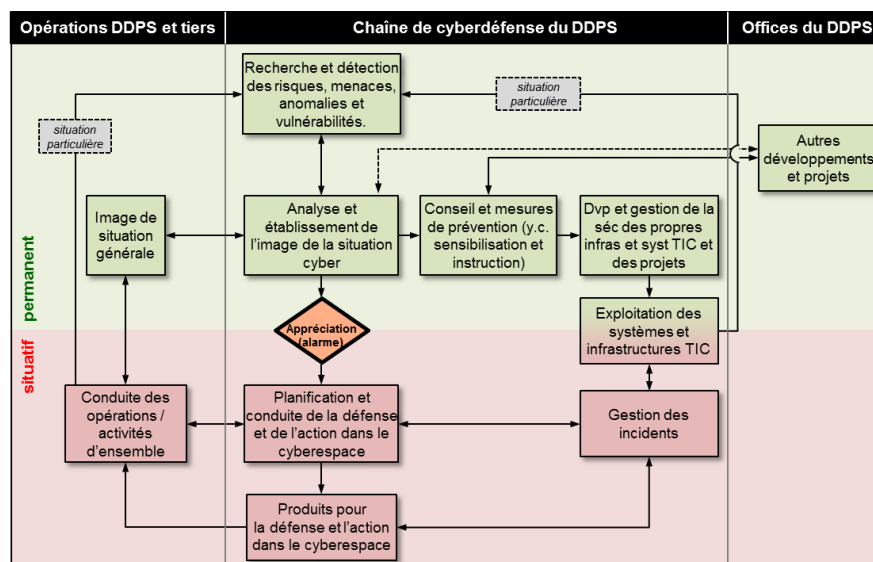 Opérations DDPS et tiers
Chaîne de cyberdéfense du DDPS
Offices du DDPS
Recherche et détection
des risques, menaces,
anomalies et
vulnérabilités.
situation
particulière
situation
particulière
Autres
développements
et projets
Image de
situation
générale
Analyse et
établissement de
l'image de la situation
cyber
Conseil et mesures
de prévention (y.c.
sensibilisation et
instruction)
Dvp et gestion de la
séc des propres
infras et syst TIC et
des projets
permanent
Appréciation
(alarme)
Exploitation des
systèmes et
infrastructures TIC
situatif
Conduite des
opérations /
activités
d'ensemble
Planification et
conduite de la défense
et de l'action dans le
cyberespace
Gestion des
incidents
Produits pour
la défense et l'action
dans le cyberespace